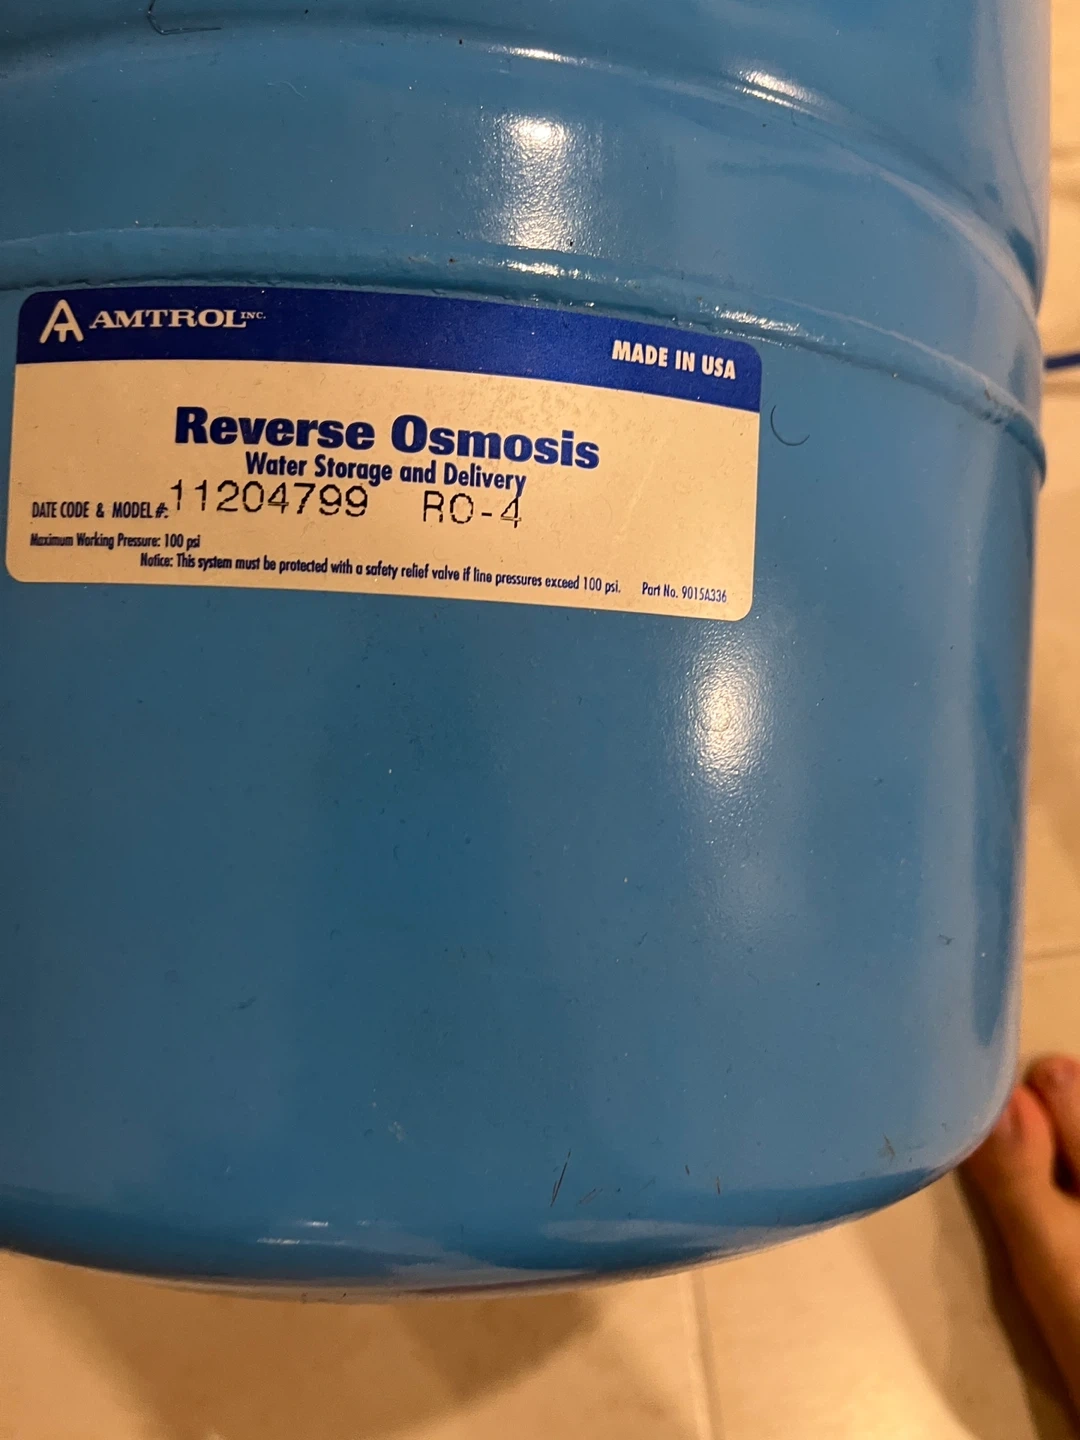 AMTROL INC.
MADE IN USA
Reverse Osmosis
Water Storage and Delivery
DATE CODE & MODEL #: 11204799 RO-4
Maximum Working Pressure: 100 psi
Notice: This system must be protected with a safety relief valve if line pressures exceed 100 psi. Part No. 9015A336